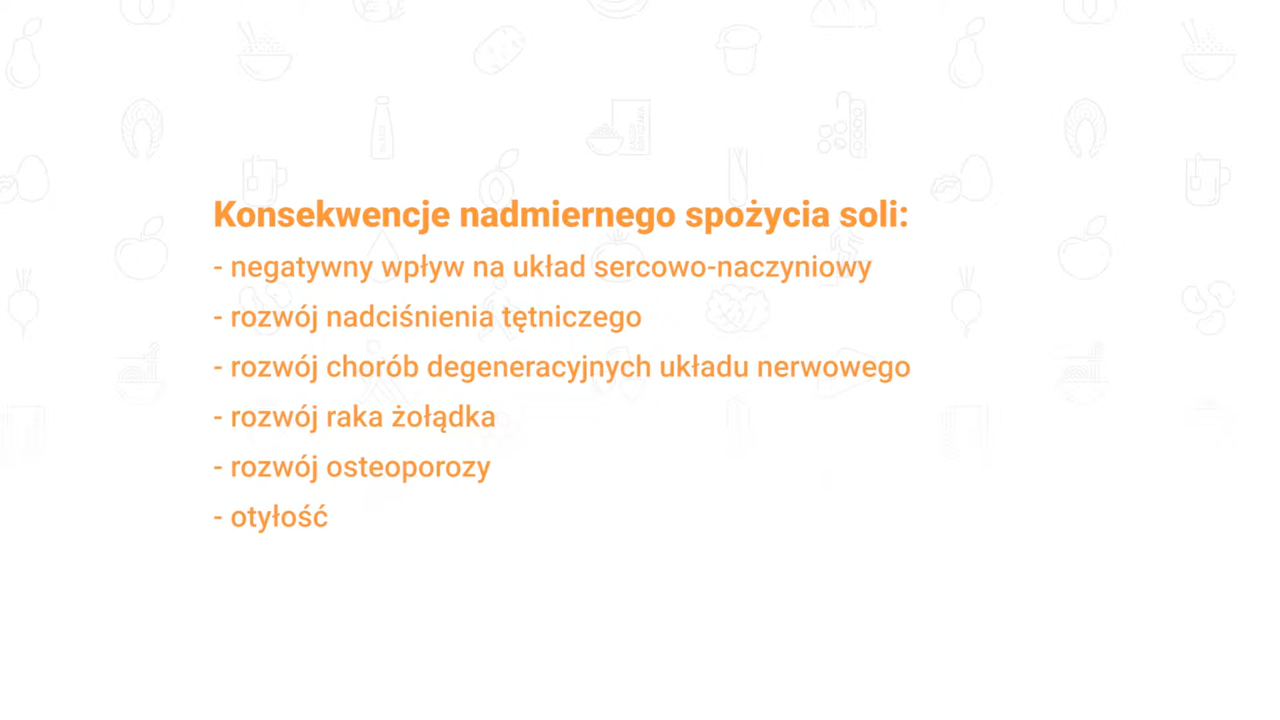 Konsekwencje nadmiernego spożycia soli:
- negatywny wpływ na układ sercowo-naczyniowy
- rozwój nadciśnienia tętniczego
- rozwój chorób degeneracyjnych układu nerwowego
- rozwój raka żołądka
- rozwój osteoporozy
- otyłość